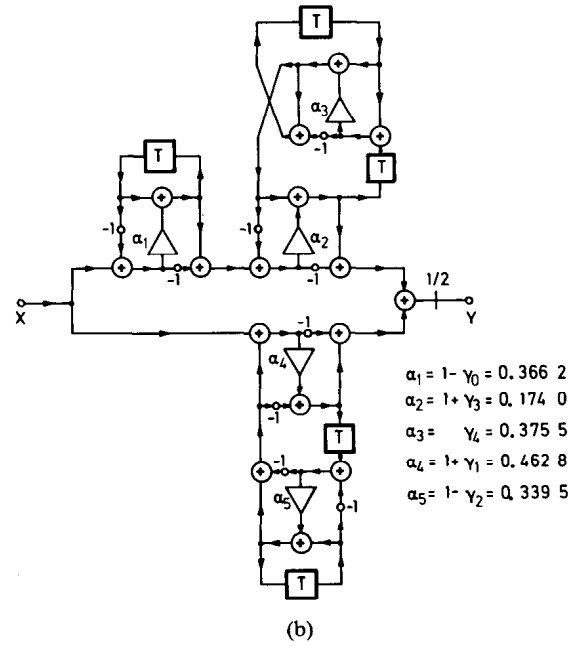 T
α3
-1
T
T
-1
α1
-1
-1
α2
-1
1/2
X
Y
-1
α4
-1
T
-1
α5
-1
T
α1 = 1- γ0 = 0.366 2
α2 = 1+ γ3 = 0.174 0
α3 = γ4 = 0.375 5
α4 = 1+ γ1 = 0.462 8
α5 = 1- γ2 = 0.339 5
(b)